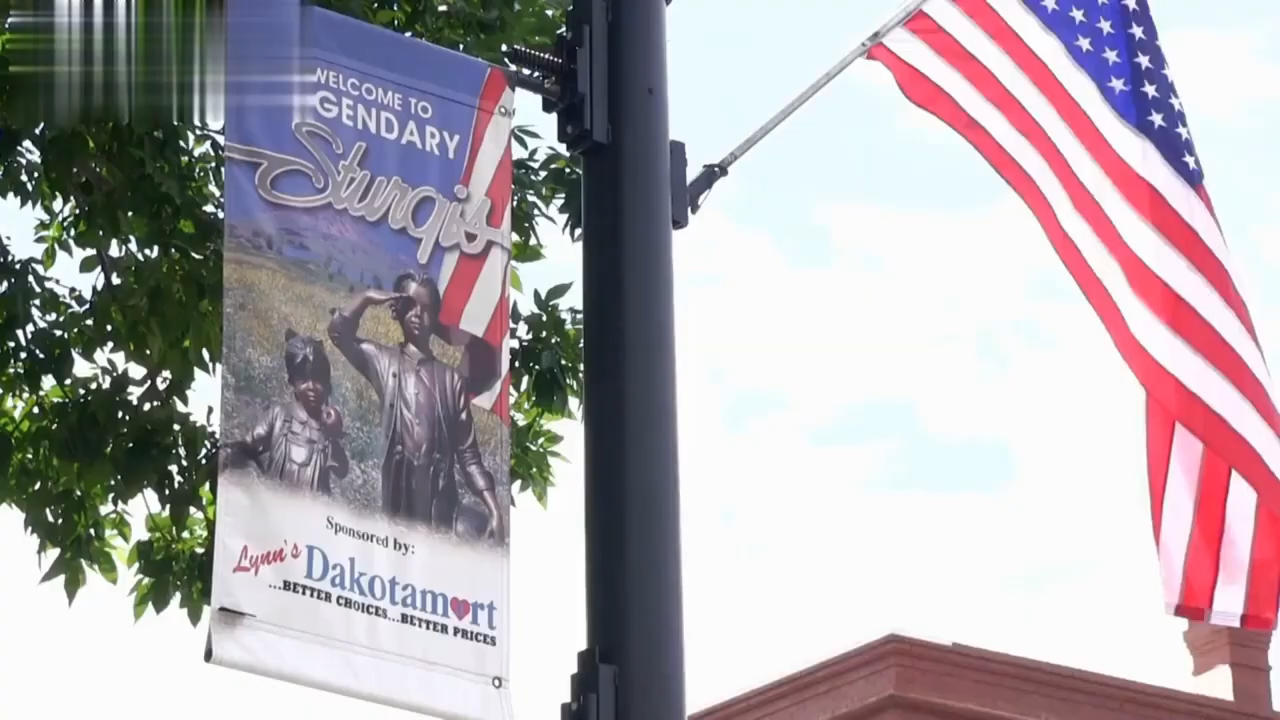 WELCOME TO
GENDARY
Sturgis
Sponsored by:
Lynn's Dakotamart
...BETTER CHOICES...BETTER PRICES